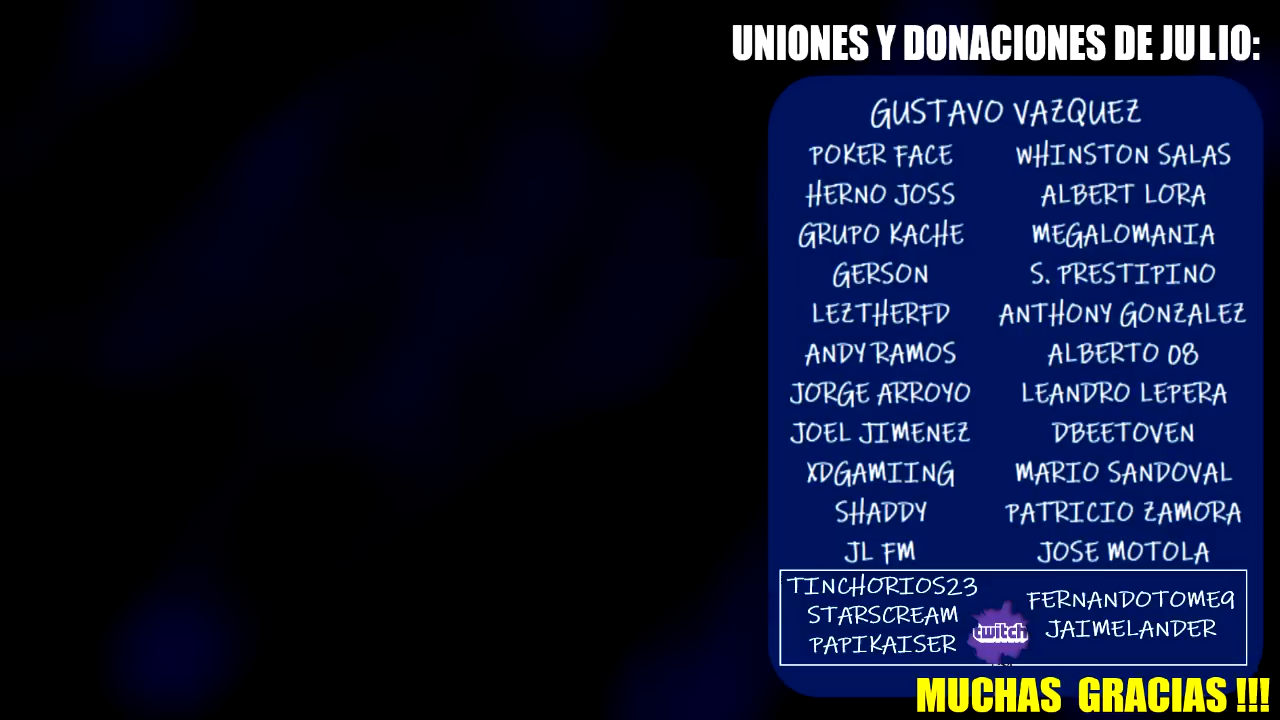 UNIONES Y DONACIONES DE JULIO:
GUSTAVO VAZQUEZ
POKER FACE WHINSTON SALAS
HERNO JOSS ALBERT LORA
GRUPO KACHE MEGALOMANIA
GERSON S. PRESTIPINO
LEZTHERFD ANTHONY GONZALEZ
ANDY RAMOS ALBERTO 08
JORGE ARROYO LEANDRO LEPERA
JOEL JIMENEZ DBEETOVEN
XDGAMIING MARIO SANDOVAL
SHADDY PATRICIO ZAMORA
JL FM JOSE MOTOLA
TINCHORIOS23
STARSCREAM
PAPIKAISER
twitch
FERNANDOTOME9
JAIMELANDER
MUCHAS GRACIAS !!!